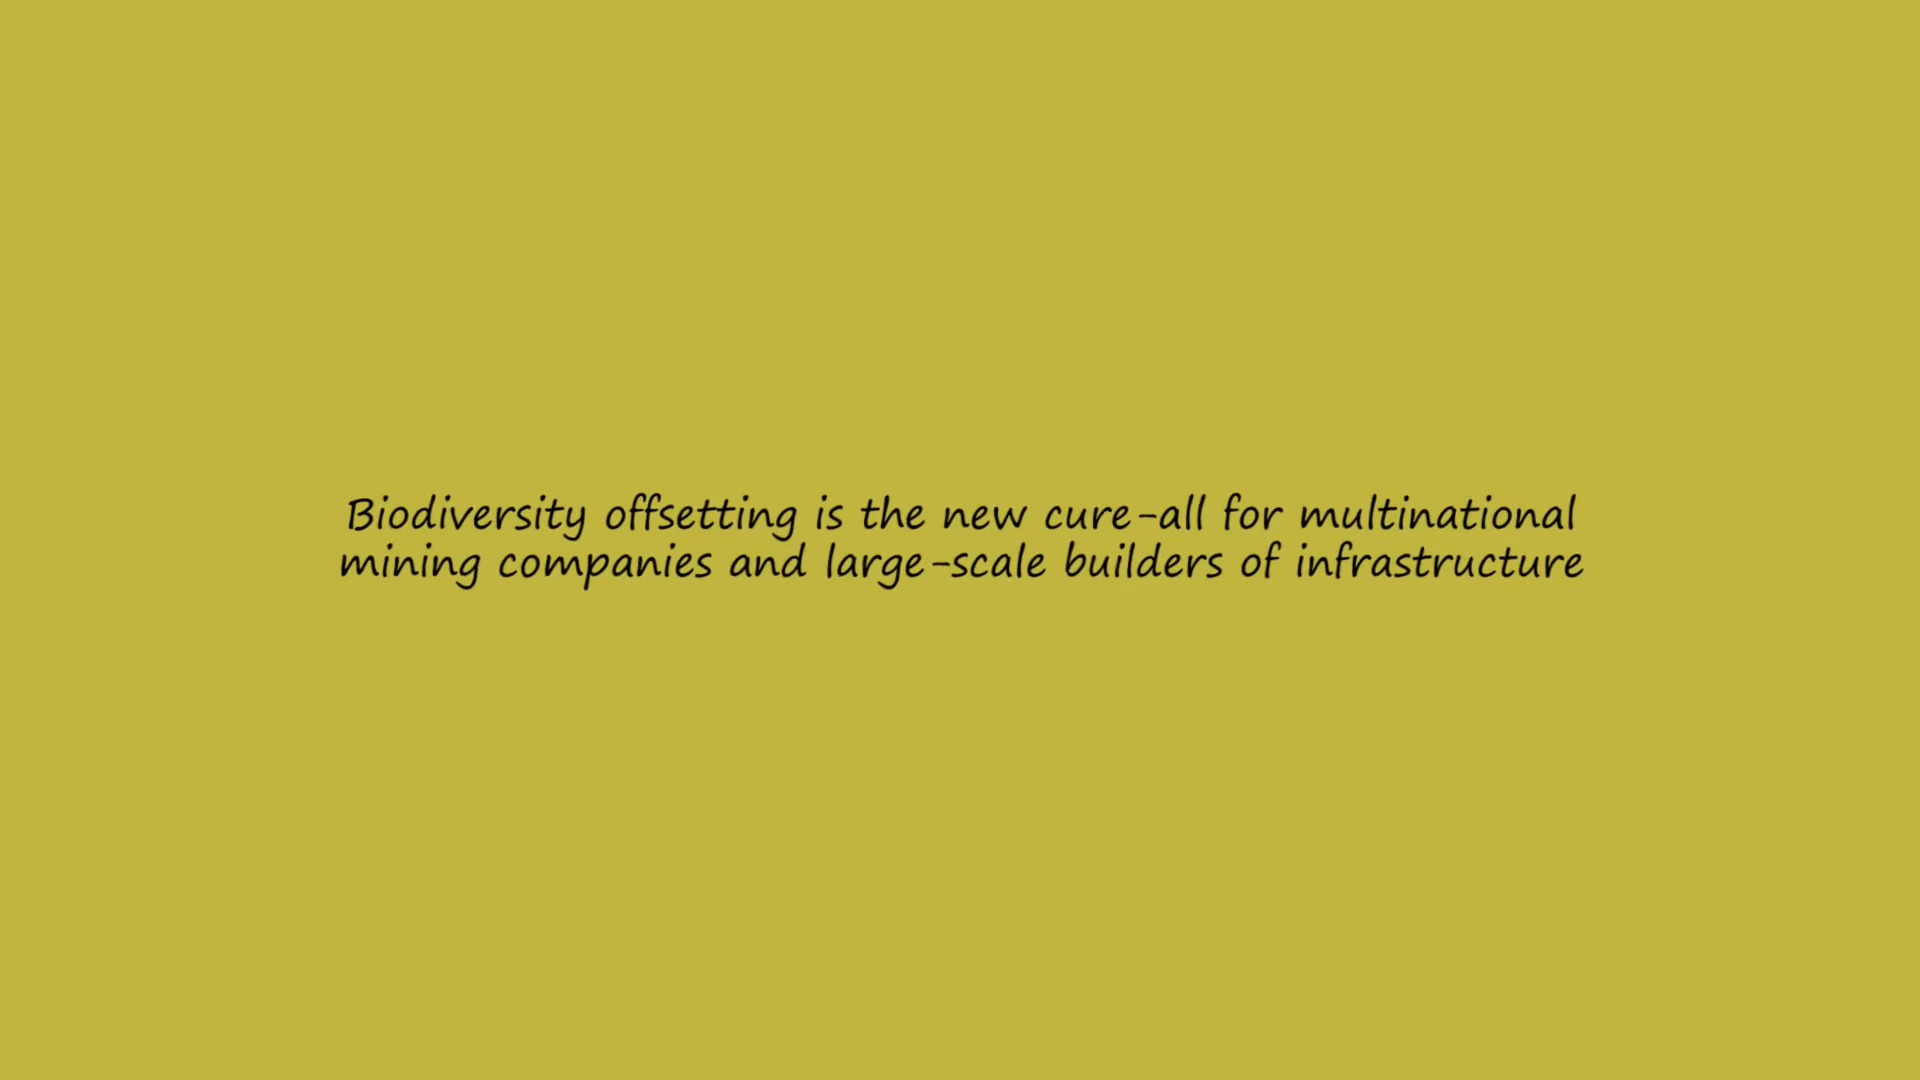 Biodiversity offsetting is the new cure-all for multinational
mining companies and large-scale builders of infrastructure